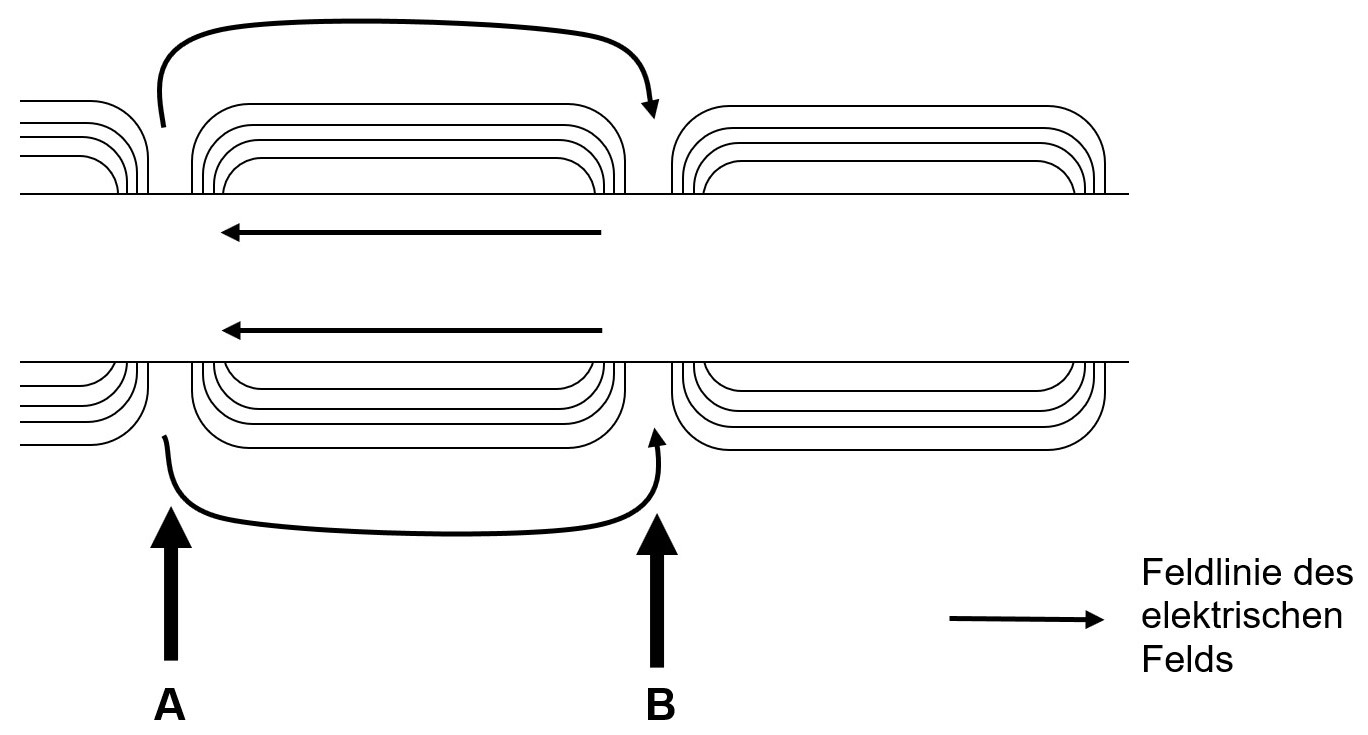 Feldlinie des
elektrischen
Felds
A
B